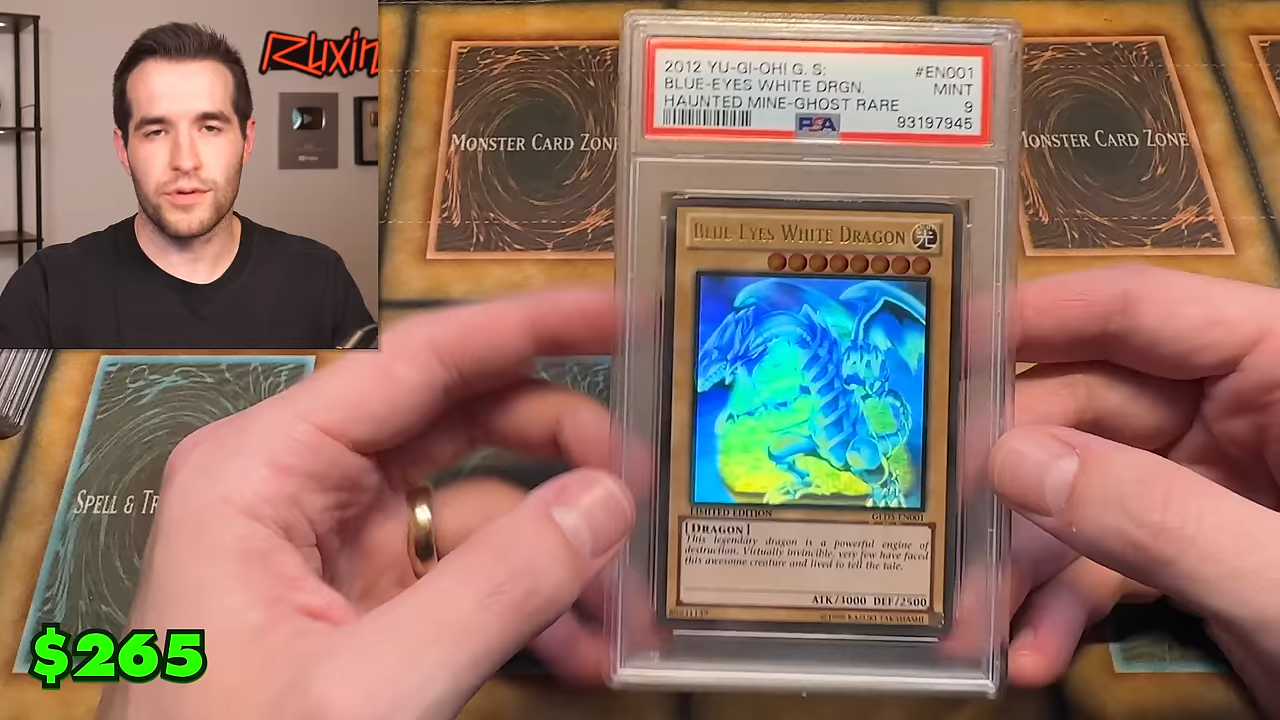 Ruxin
2012 YU-GI-OH! G. S: #EN001
BLUE-EYES WHITE DRGN. MINT
HAUNTED MINE-GHOST RARE 9
PSA 93197945
MONSTER CARD ZONE
MONSTER CARD ZONE
BLUE-EYES WHITE DRAGON
LIMITED EDITION GLD5-EN001
[DRAGON]
This legendary dragon is a powerful engine of
destruction. Virtually invincible, very few have faced
this awesome creature and lived to tell the tale.
ATK/3000 DEF/2500
©1996 KAZUKI TAKAHASHI
SPELL & TR
$265